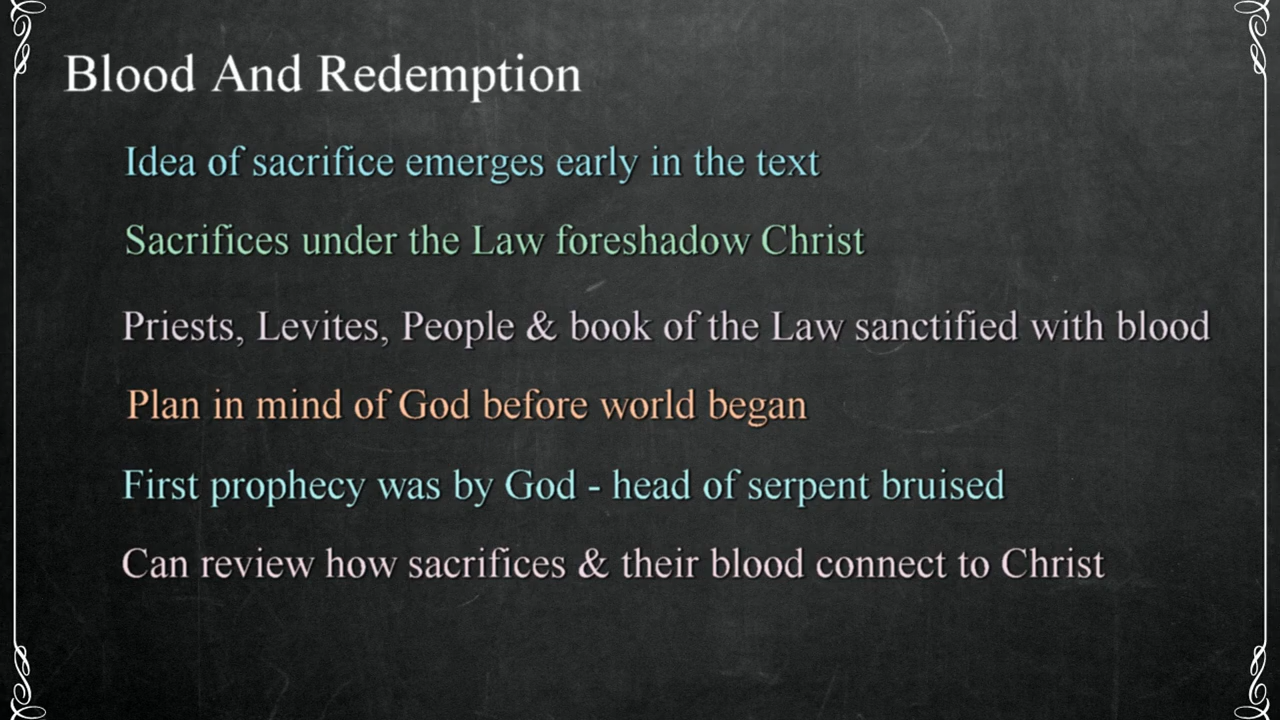 Blood And Redemption
Idea of sacrifice emerges early in the text
Sacrifices under the Law foreshadow Christ
Priests, Levites, People & book of the Law sanctified with blood
Plan in mind of God before world began
First prophecy was by God - head of serpent bruised
Can review how sacrifices & their blood connect to Christ